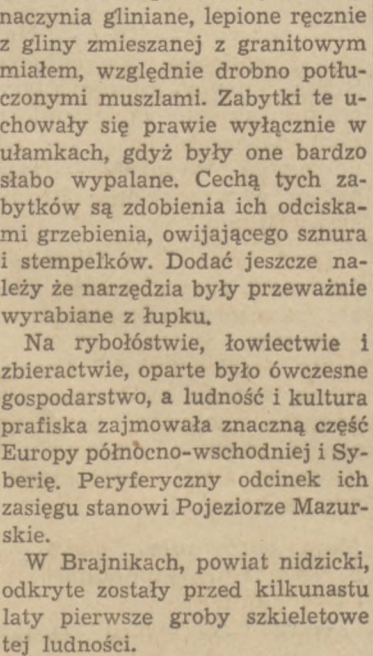 naczynia gliniane, lepione ręcznie
z gliny zmieszanej z granitowym
miałem, względnie drobno potłu-
czonymi muszlami. Zabytki te u-
chowały się prawie wyłącznie w
ułamkach, gdyż były one bardzo
słabo wypalane. Cechą tych za-
bytków są zdobienia ich odciska-
mi grzebienia, owijającego sznura
i stempelków. Dodać jeszcze na-
leży że narzędzia były przeważnie
wyrabiane z łupku.
Na rybołóstwie, łowiectwie i
zbieractwie, oparte było ówczesne
gospodarstwo, a ludność i kultura
prafiska zajmowała znaczną część
Europy północno-wschodniej i Sy-
berię. Peryferyczny odcinek ich
zasięgu stanowi Pojeziorze Mazur-
skie.
W Brajnikach, powiat nidzicki,
odkryte zostały przed kilkunastu
laty pierwsze groby szkieletowe
tej ludności.